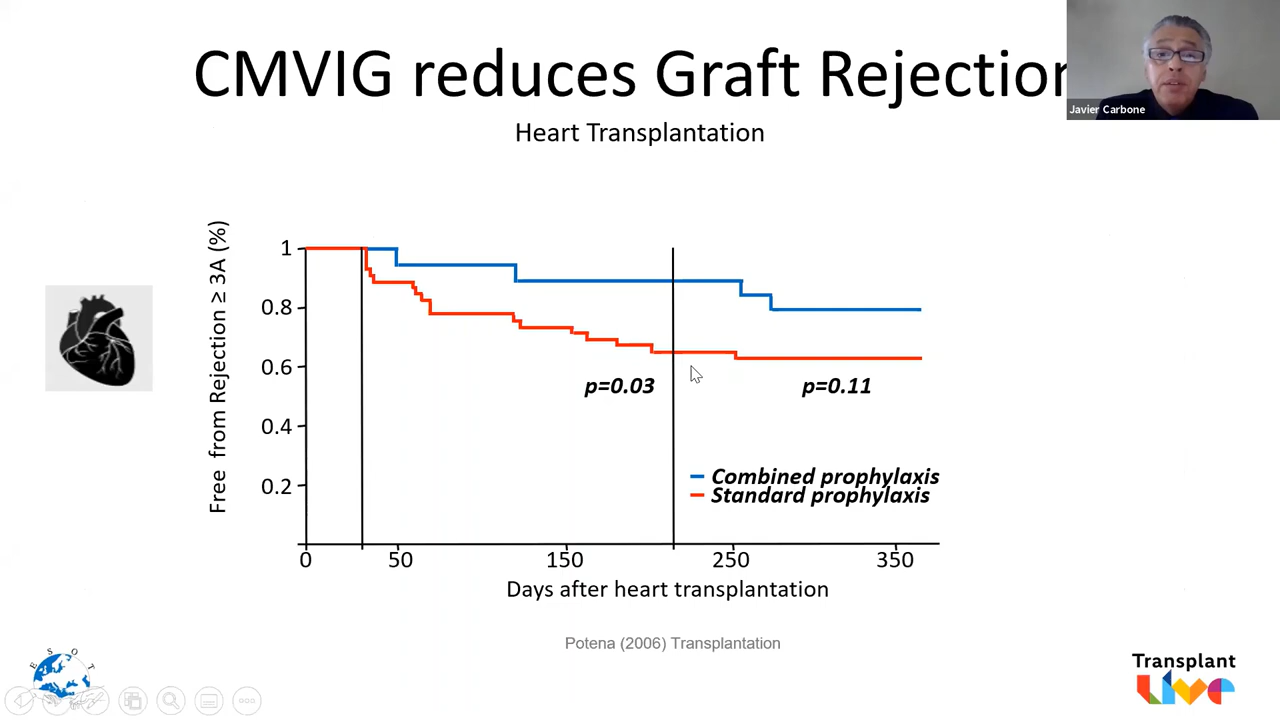 CMVIG reduces Graft Rejection
Javier Carbone
Heart Transplantation
Free from Rejection ≥ 3A (%)
1
0.8
0.6
0.4
0.2
p=0.03
p=0.11
Combined prophylaxis
Standard prophylaxis
0
50
150
250
350
Days after heart transplantation
Potena (2006) Transplantation
E S O T
Transplant
Live